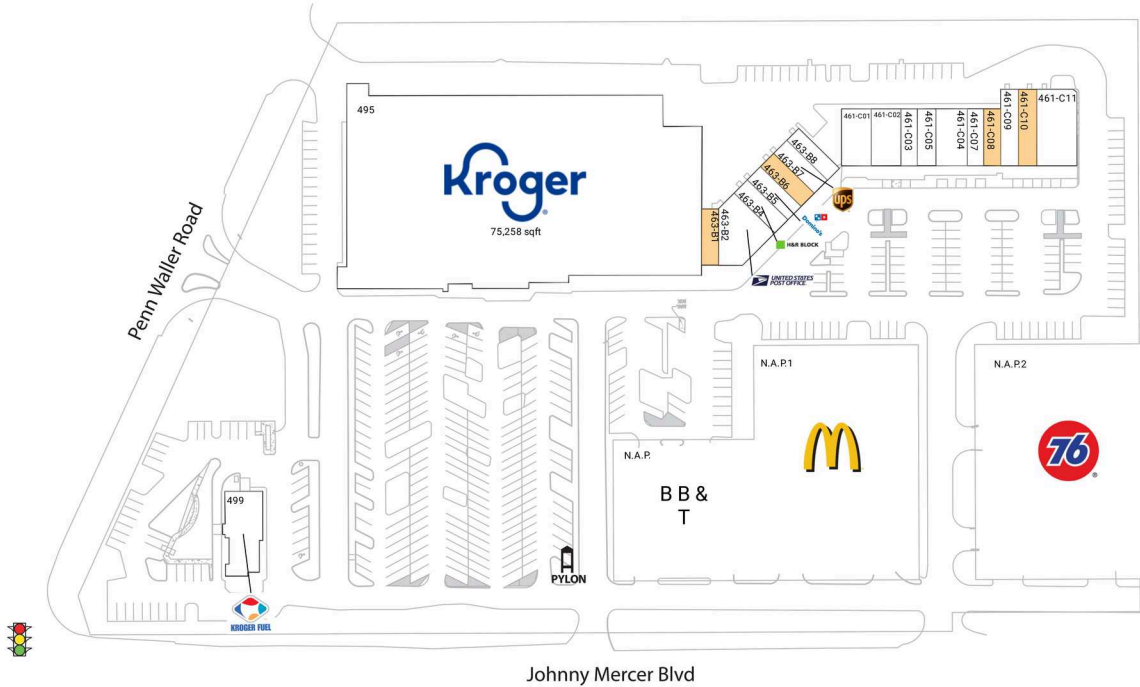 495
Kroger
75,258 sqft
461-C01
461-C02
461-C03
461-C05
461-C04
461-C07
461-C08
461-C09
461-C10
461-C11
463-B8
463-B7
463-B6
463-B5
463-B4
463-B2
463-B1
ups
Domino's
H&R BLOCK
UNITED STATES
POST OFFICE
Penn Waller Road
N.A.P.1
N.A.P.2
N.A.P.
B B &
T
76
499
PYLON
KROGER FUEL
Johnny Mercer Blvd